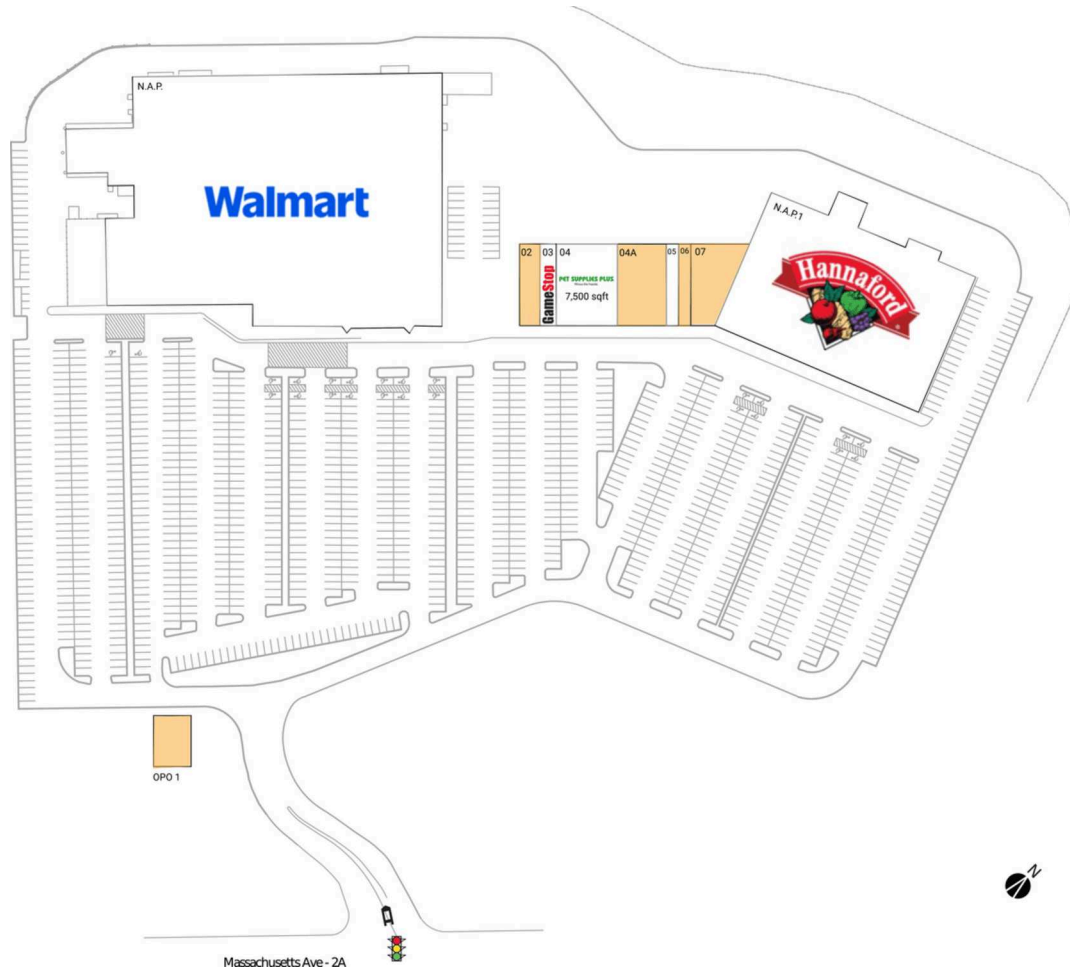 N.A.P.
Walmart
N.A.P.1
Hannaford
02
03
04
04A
05
06
07
GameStop
PET SUPPLIES PLUS
7,500 sqft
OPO 1
N
Massachusetts Ave - 2A